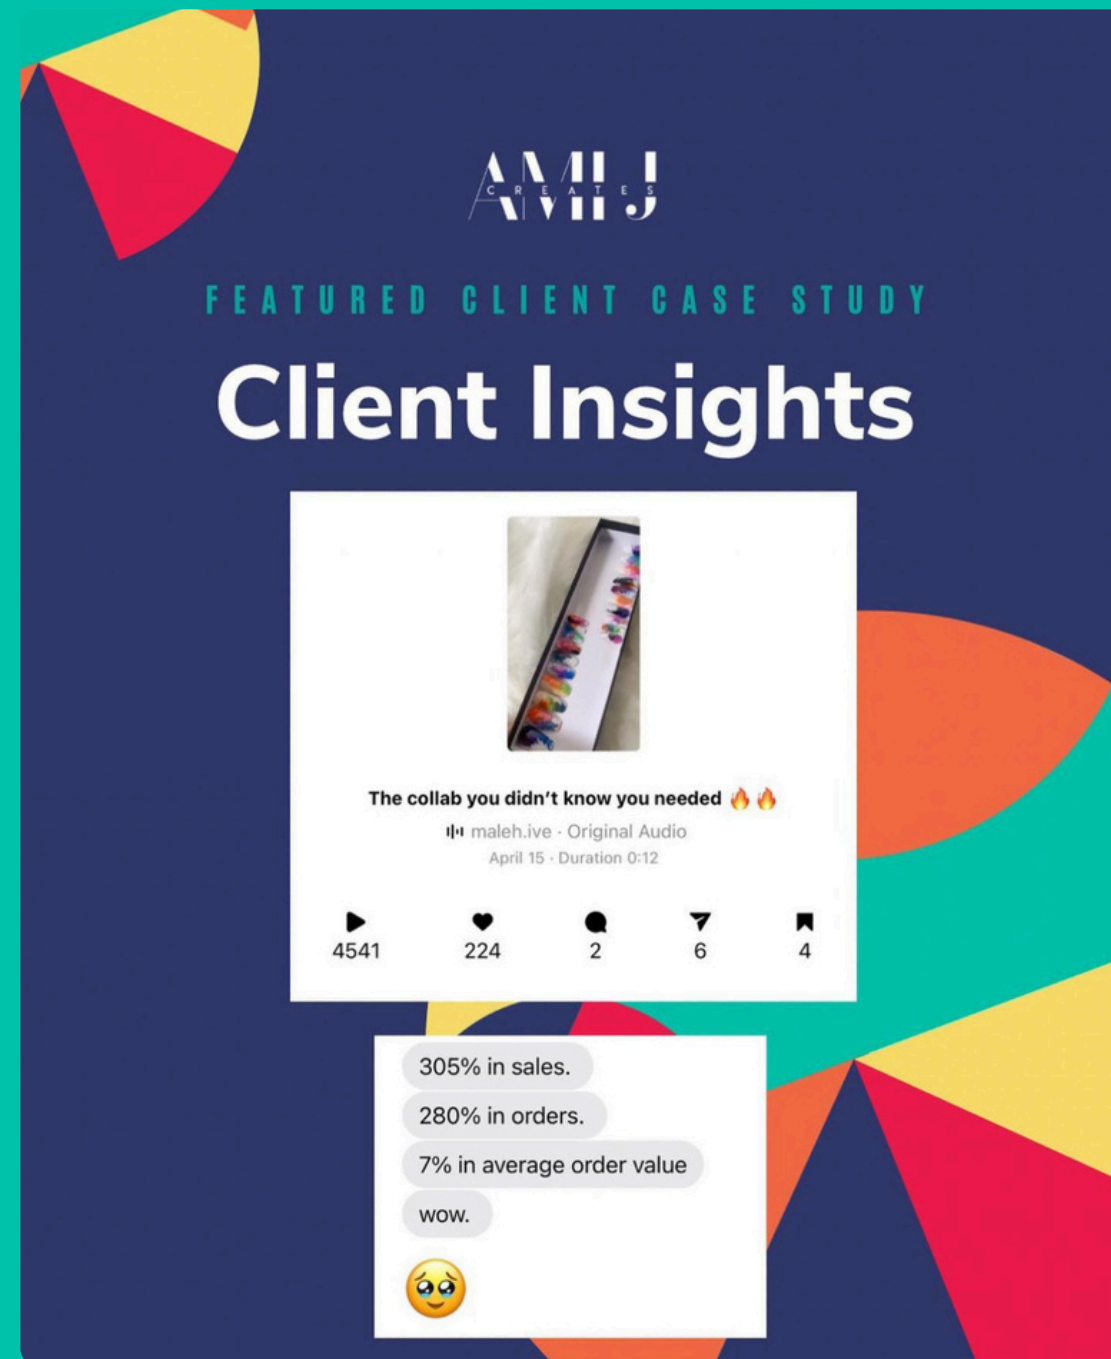 AMI J
CREATES
FEATURED CLIENT CASE STUDY
Client Insights
The collab you didn’t know you needed 🔥🔥
maleh.ive · Original Audio
April 15 · Duration 0:12
4541 224 2 6 4
305% in sales.
280% in orders.
7% in average order value
wow.
🥹